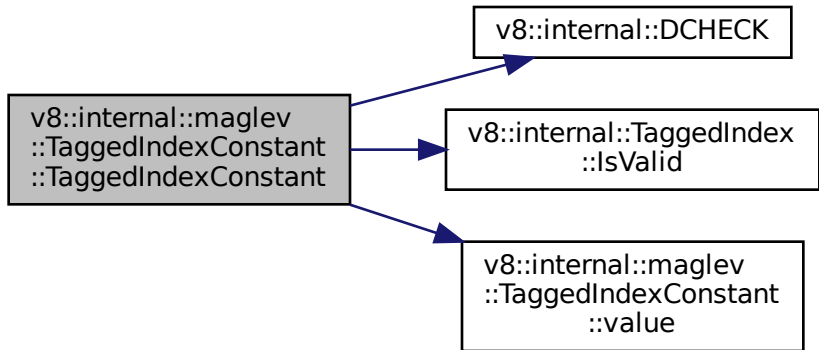 v8::internal::maglev
::TaggedIndexConstant
::TaggedIndexConstant
v8::internal::DCHECK
v8::internal::TaggedIndex
::IsValid
v8::internal::maglev
::TaggedIndexConstant
::value